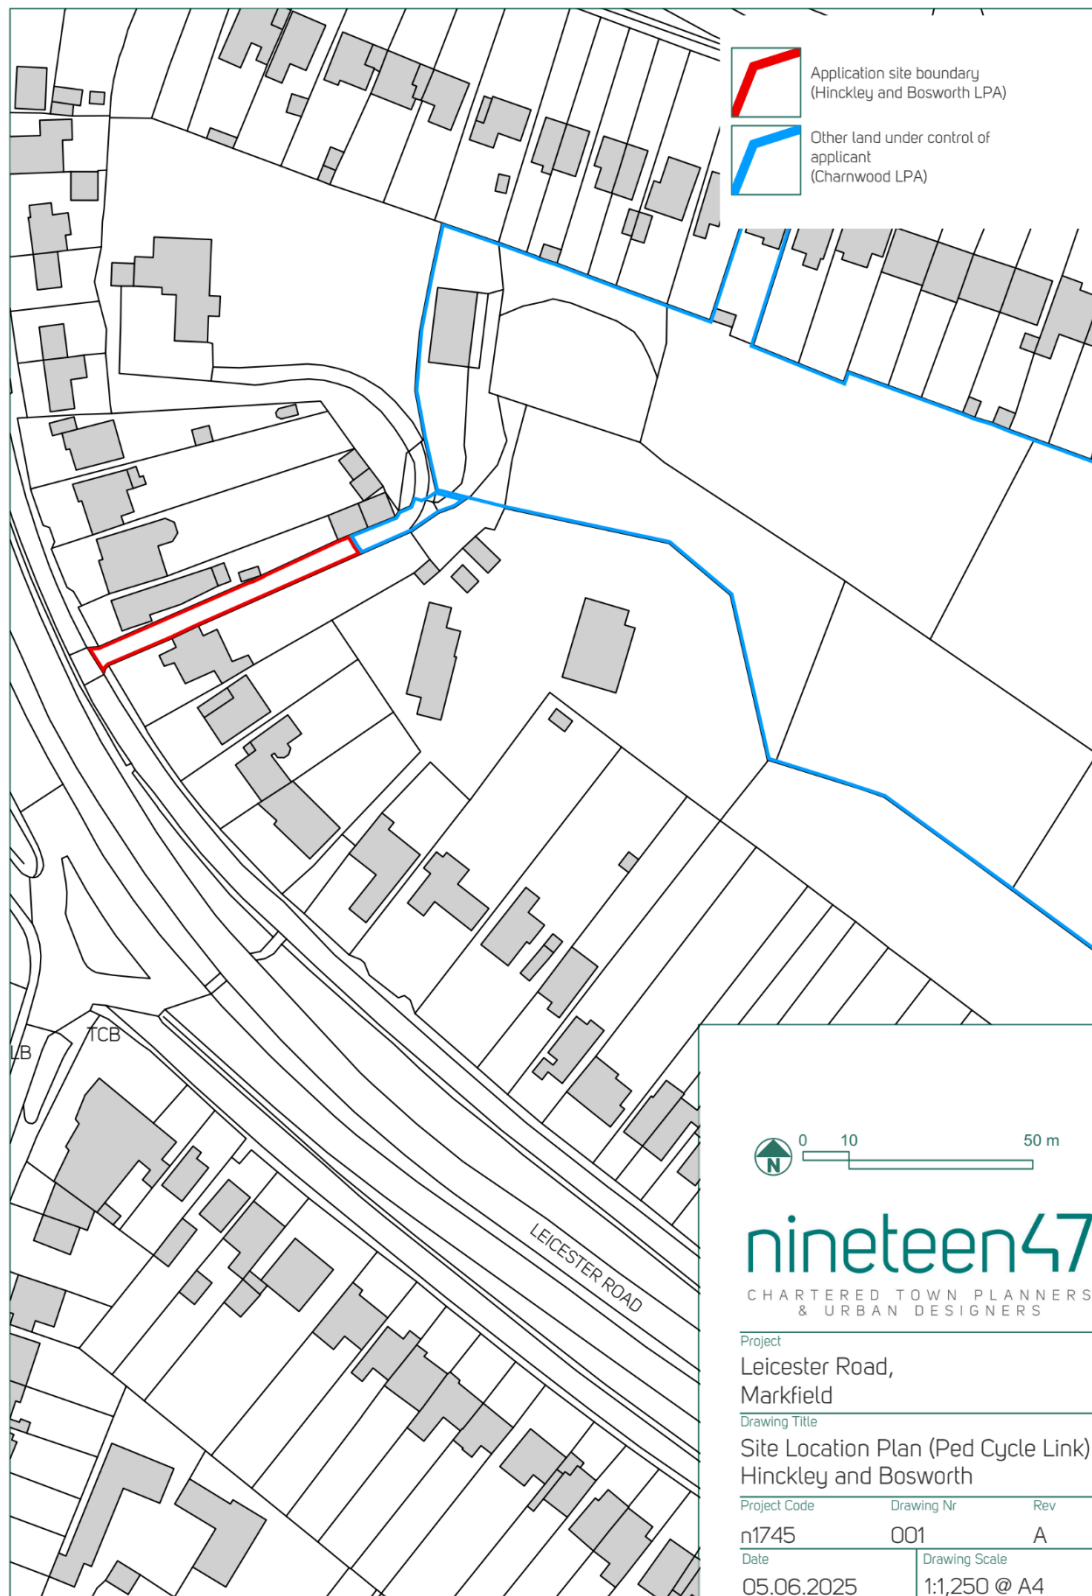 Application site boundary
(Hinckley and Bosworth LPA)
Other land under control of
applicant
(Charnwood LPA)
TCB
LB
LEICESTER ROAD
N
0 10 50 m
nineteen47
CHARTERED TOWN PLANNERS
& URBAN DESIGNERS
Project
Leicester Road,
Markfield
Drawing Title
Site Location Plan (Ped Cycle Link)
Hinckley and Bosworth
Project Code Drawing Nr Rev
n1745 001 A
Date Drawing Scale
05.06.2025 1:1,250 @ A4